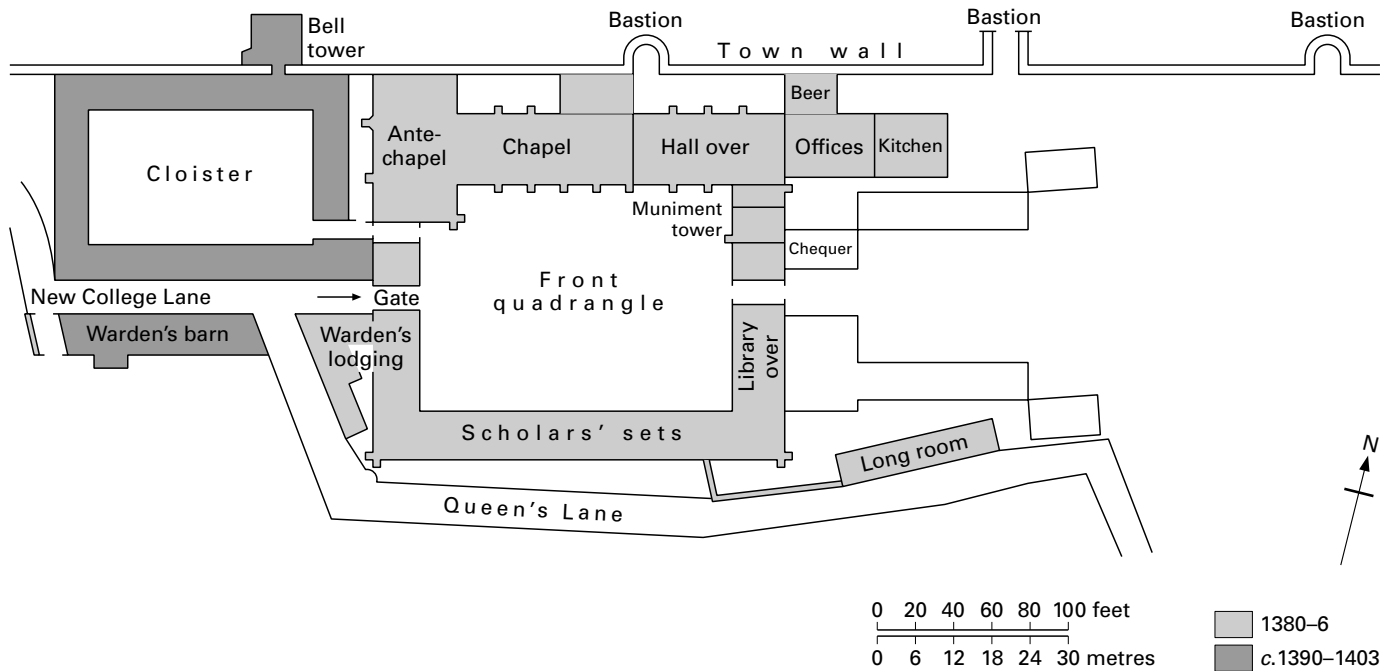 Bell
tower
Bastion
Bastion
Bastion
Town wall
Beer
Ante-
chapel
Chapel
Hall over
Offices
Kitchen
Cloister
Muniment
tower
Chequer
Front
quadrangle
New College Lane
Gate
Warden's barn
Warden's
lodging
Library
over
Scholars' sets
Long room
Queen's Lane
N
0 20 40 60 80 100 feet
0 6 12 18 24 30 metres
1380–6
c.1390–1403